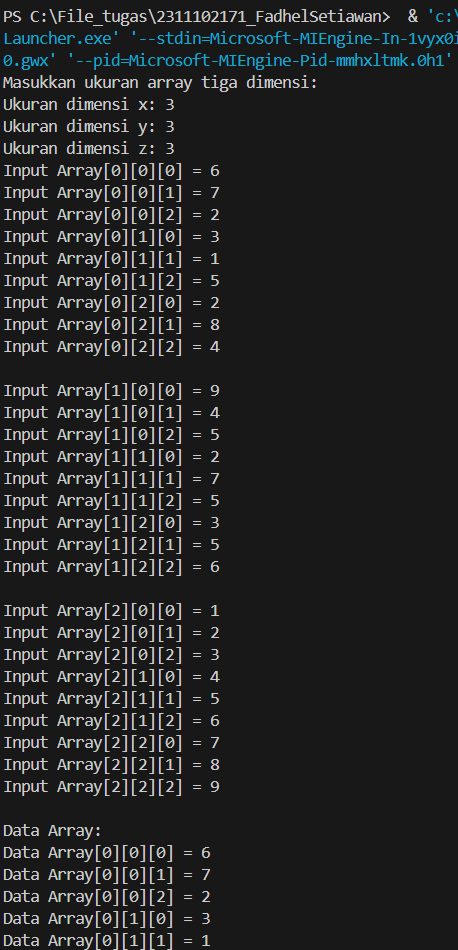 PS C:\File_tugas\2311102171_FadhelSetiawan>  & 'c:\
Launcher.exe' '--stdin=Microsoft-MIEngine-In-1vyx0i
0.gwx' '--pid=Microsoft-MIEngine-Pid-mmhxltmk.0h1'
Masukkan ukuran array tiga dimensi:
Ukuran dimensi x: 3
Ukuran dimensi y: 3
Ukuran dimensi z: 3
Input Array[0][0][0] = 6
Input Array[0][0][1] = 7
Input Array[0][0][2] = 2
Input Array[0][1][0] = 3
Input Array[0][1][1] = 1
Input Array[0][1][2] = 5
Input Array[0][2][0] = 2
Input Array[0][2][1] = 8
Input Array[0][2][2] = 4
Input Array[1][0][0] = 9
Input Array[1][0][1] = 4
Input Array[1][0][2] = 5
Input Array[1][1][0] = 2
Input Array[1][1][1] = 7
Input Array[1][1][2] = 5
Input Array[1][2][0] = 3
Input Array[1][2][1] = 5
Input Array[1][2][2] = 6
Input Array[2][0][0] = 1
Input Array[2][0][1] = 2
Input Array[2][0][2] = 3
Input Array[2][1][0] = 4
Input Array[2][1][1] = 5
Input Array[2][1][2] = 6
Input Array[2][2][0] = 7
Input Array[2][2][1] = 8
Input Array[2][2][2] = 9
Data Array:
Data Array[0][0][0] = 6
Data Array[0][0][1] = 7
Data Array[0][0][2] = 2
Data Array[0][1][0] = 3
Data Array[0][1][1] = 1